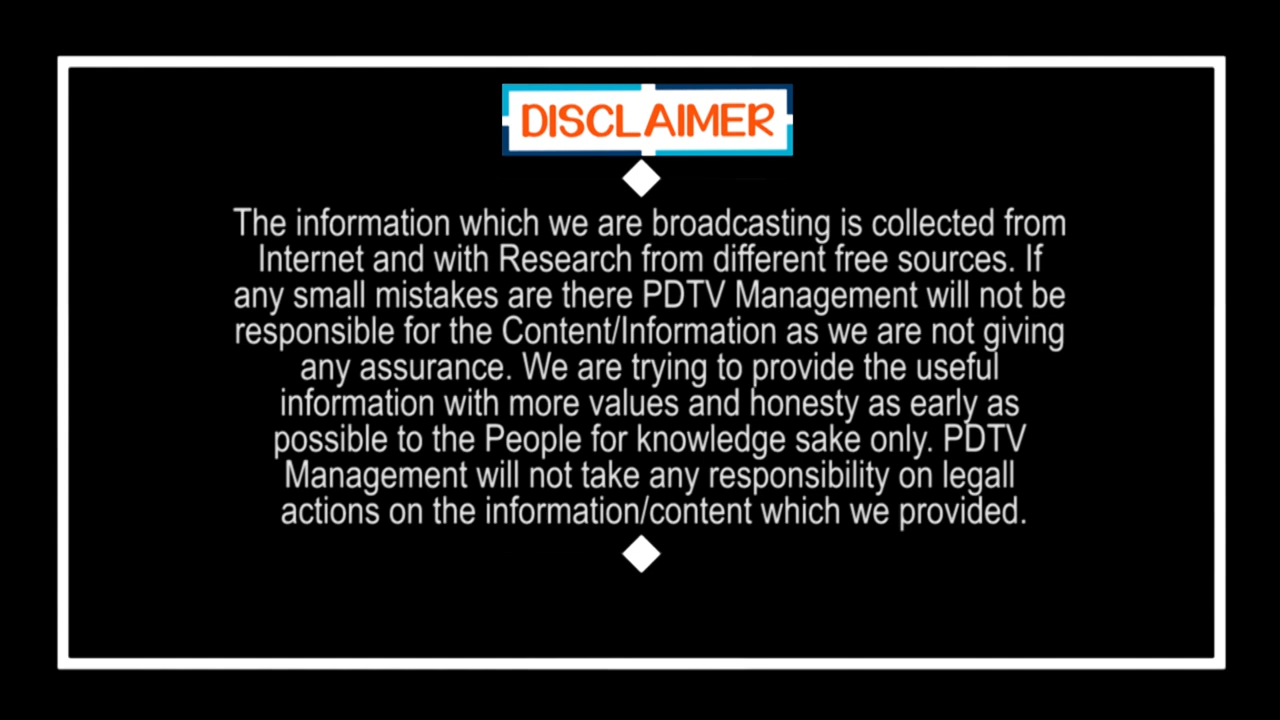 DISCLAIMER
The information which we are broadcasting is collected from
Internet and with Research from different free sources. If
any small mistakes are there PDTV Management will not be
responsible for the Content/Information as we are not giving
any assurance. We are trying to provide the useful
information with more values and honesty as early as
possible to the People for knowledge sake only. PDTV
Management will not take any responsibility on legall
actions on the information/content which we provided.